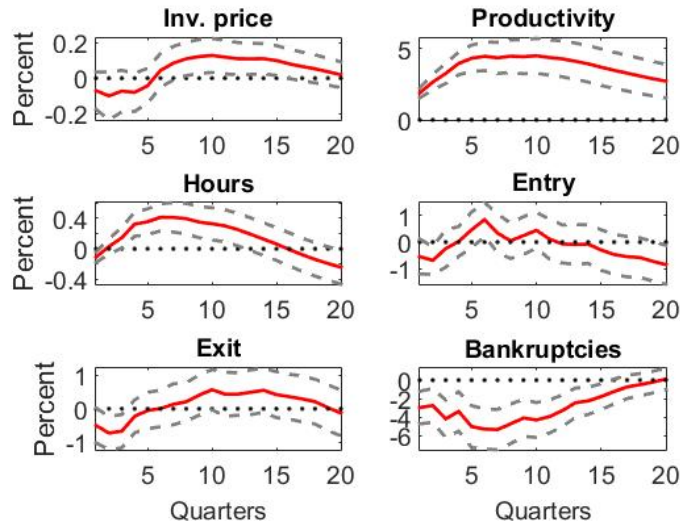 Inv. price
Productivity
Percent
0.2
0
-0.2
5
0
5 10 15 20
5 10 15 20
Hours
Entry
Percent
0.4
0
-0.4
1
0
-1
5 10 15 20
5 10 15 20
Exit
Bankruptcies
Percent
1
0
-1
0
-2
-4
-6
5 10 15 20
5 10 15 20
Quarters
Quarters